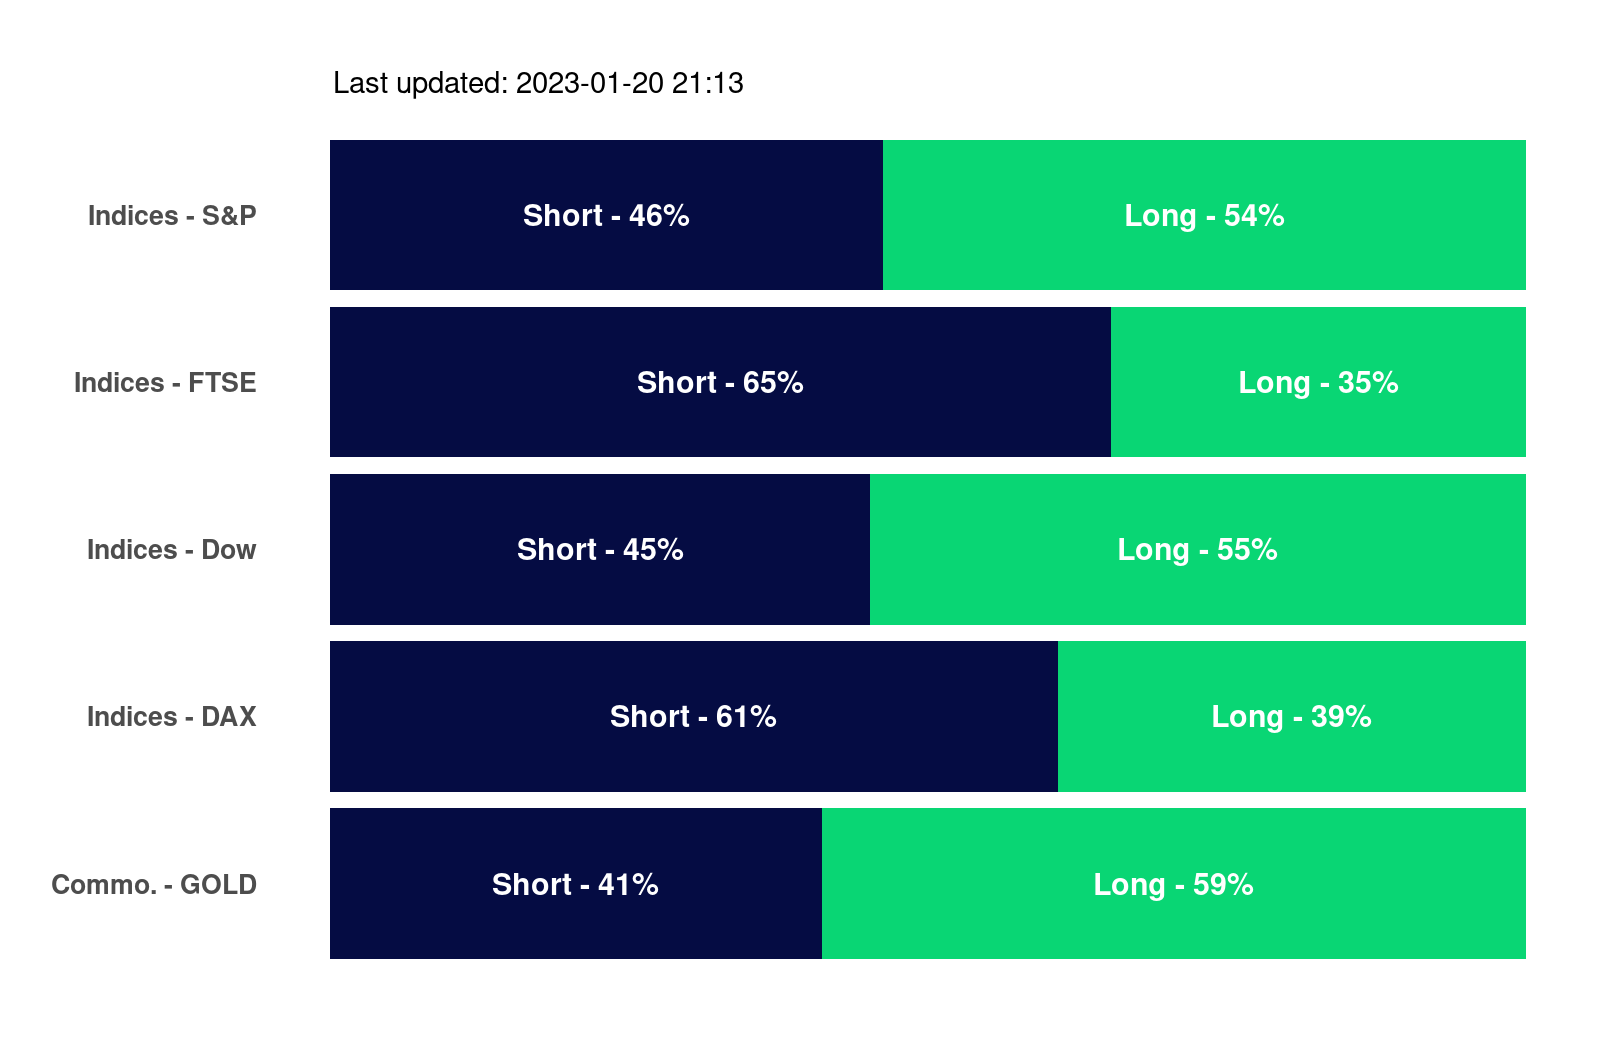 Last updated: 2023-01-20 21:13
Indices - S&P Short - 46% Long - 54%
Indices - FTSE Short - 65% Long - 35%
Indices - Dow Short - 45% Long - 55%
Indices - DAX Short - 61% Long - 39%
Commo. - GOLD Short - 41% Long - 59%